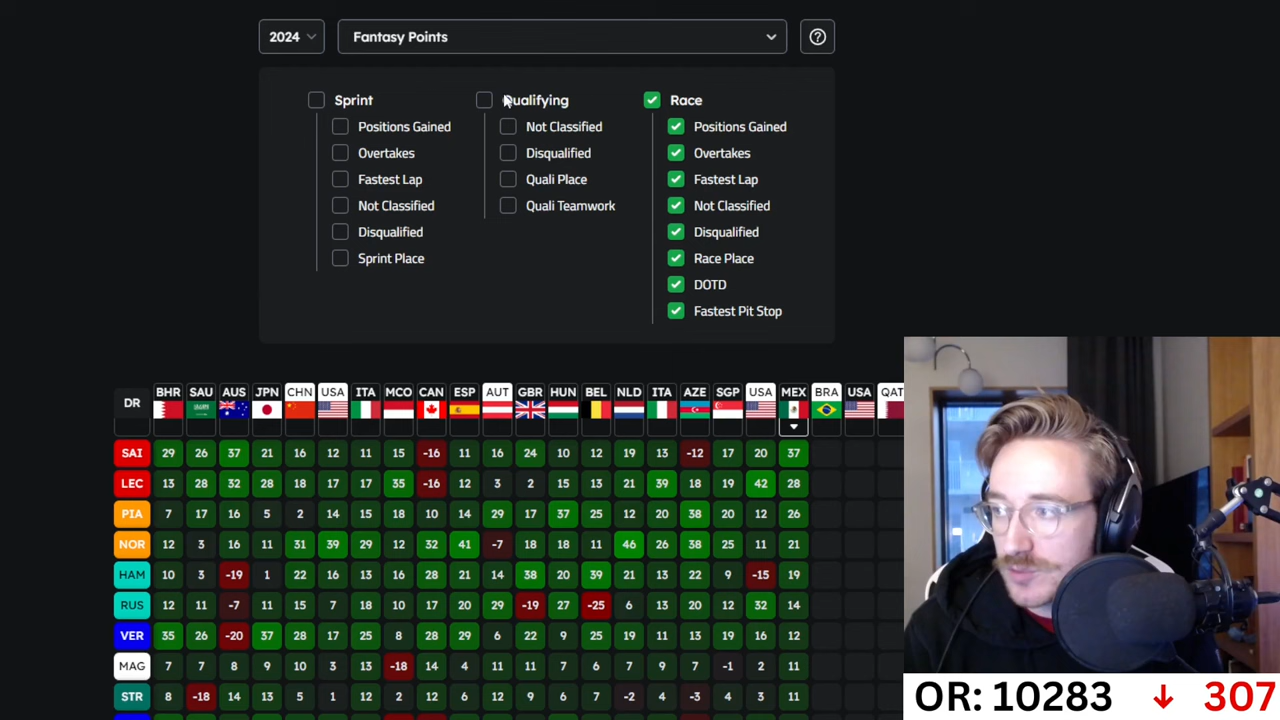 2024 Fantasy Points ?
Sprint Qualifying Race
Positions Gained Not Classified Positions Gained
Overtakes Disqualified Overtakes
Fastest Lap Quali Place Fastest Lap
Not Classified Quali Teamwork Not Classified
Disqualified Disqualified
Sprint Place Race Place
DOTD
Fastest Pit Stop
DR BHR SAU AUS JPN CHN USA ITA MCO CAN ESP AUT GBR HUN BEL NLD ITA AZE SGP USA MEX BRA USA QAT
SAI 29 26 37 21 16 12 11 15 -16 11 16 24 10 12 19 13 -12 17 20 37
LEC 13 28 32 28 18 17 17 35 -16 12 3 2 15 13 21 39 18 19 42 28
PIA 7 17 16 5 2 14 15 18 10 14 29 17 37 25 12 20 38 20 12 26
NOR 12 3 16 11 31 39 29 12 32 41 -7 18 18 11 46 26 38 25 11 21
HAM 10 3 -19 1 22 16 13 16 28 21 14 38 20 39 21 13 22 9 -15 19
RUS 12 11 -7 11 15 7 18 10 17 20 29 -19 27 -25 6 13 20 12 32 14
VER 35 26 -20 37 28 17 25 8 28 29 6 22 9 25 19 11 13 19 16 12
MAG 7 7 8 9 10 3 13 -18 14 4 11 11 7 6 7 9 7 -1 2 11
STR 8 -18 14 13 5 1 12 2 12 6 12 9 6 7 -2 4 -3 4 3 11
OR: 10283 ↓ 307